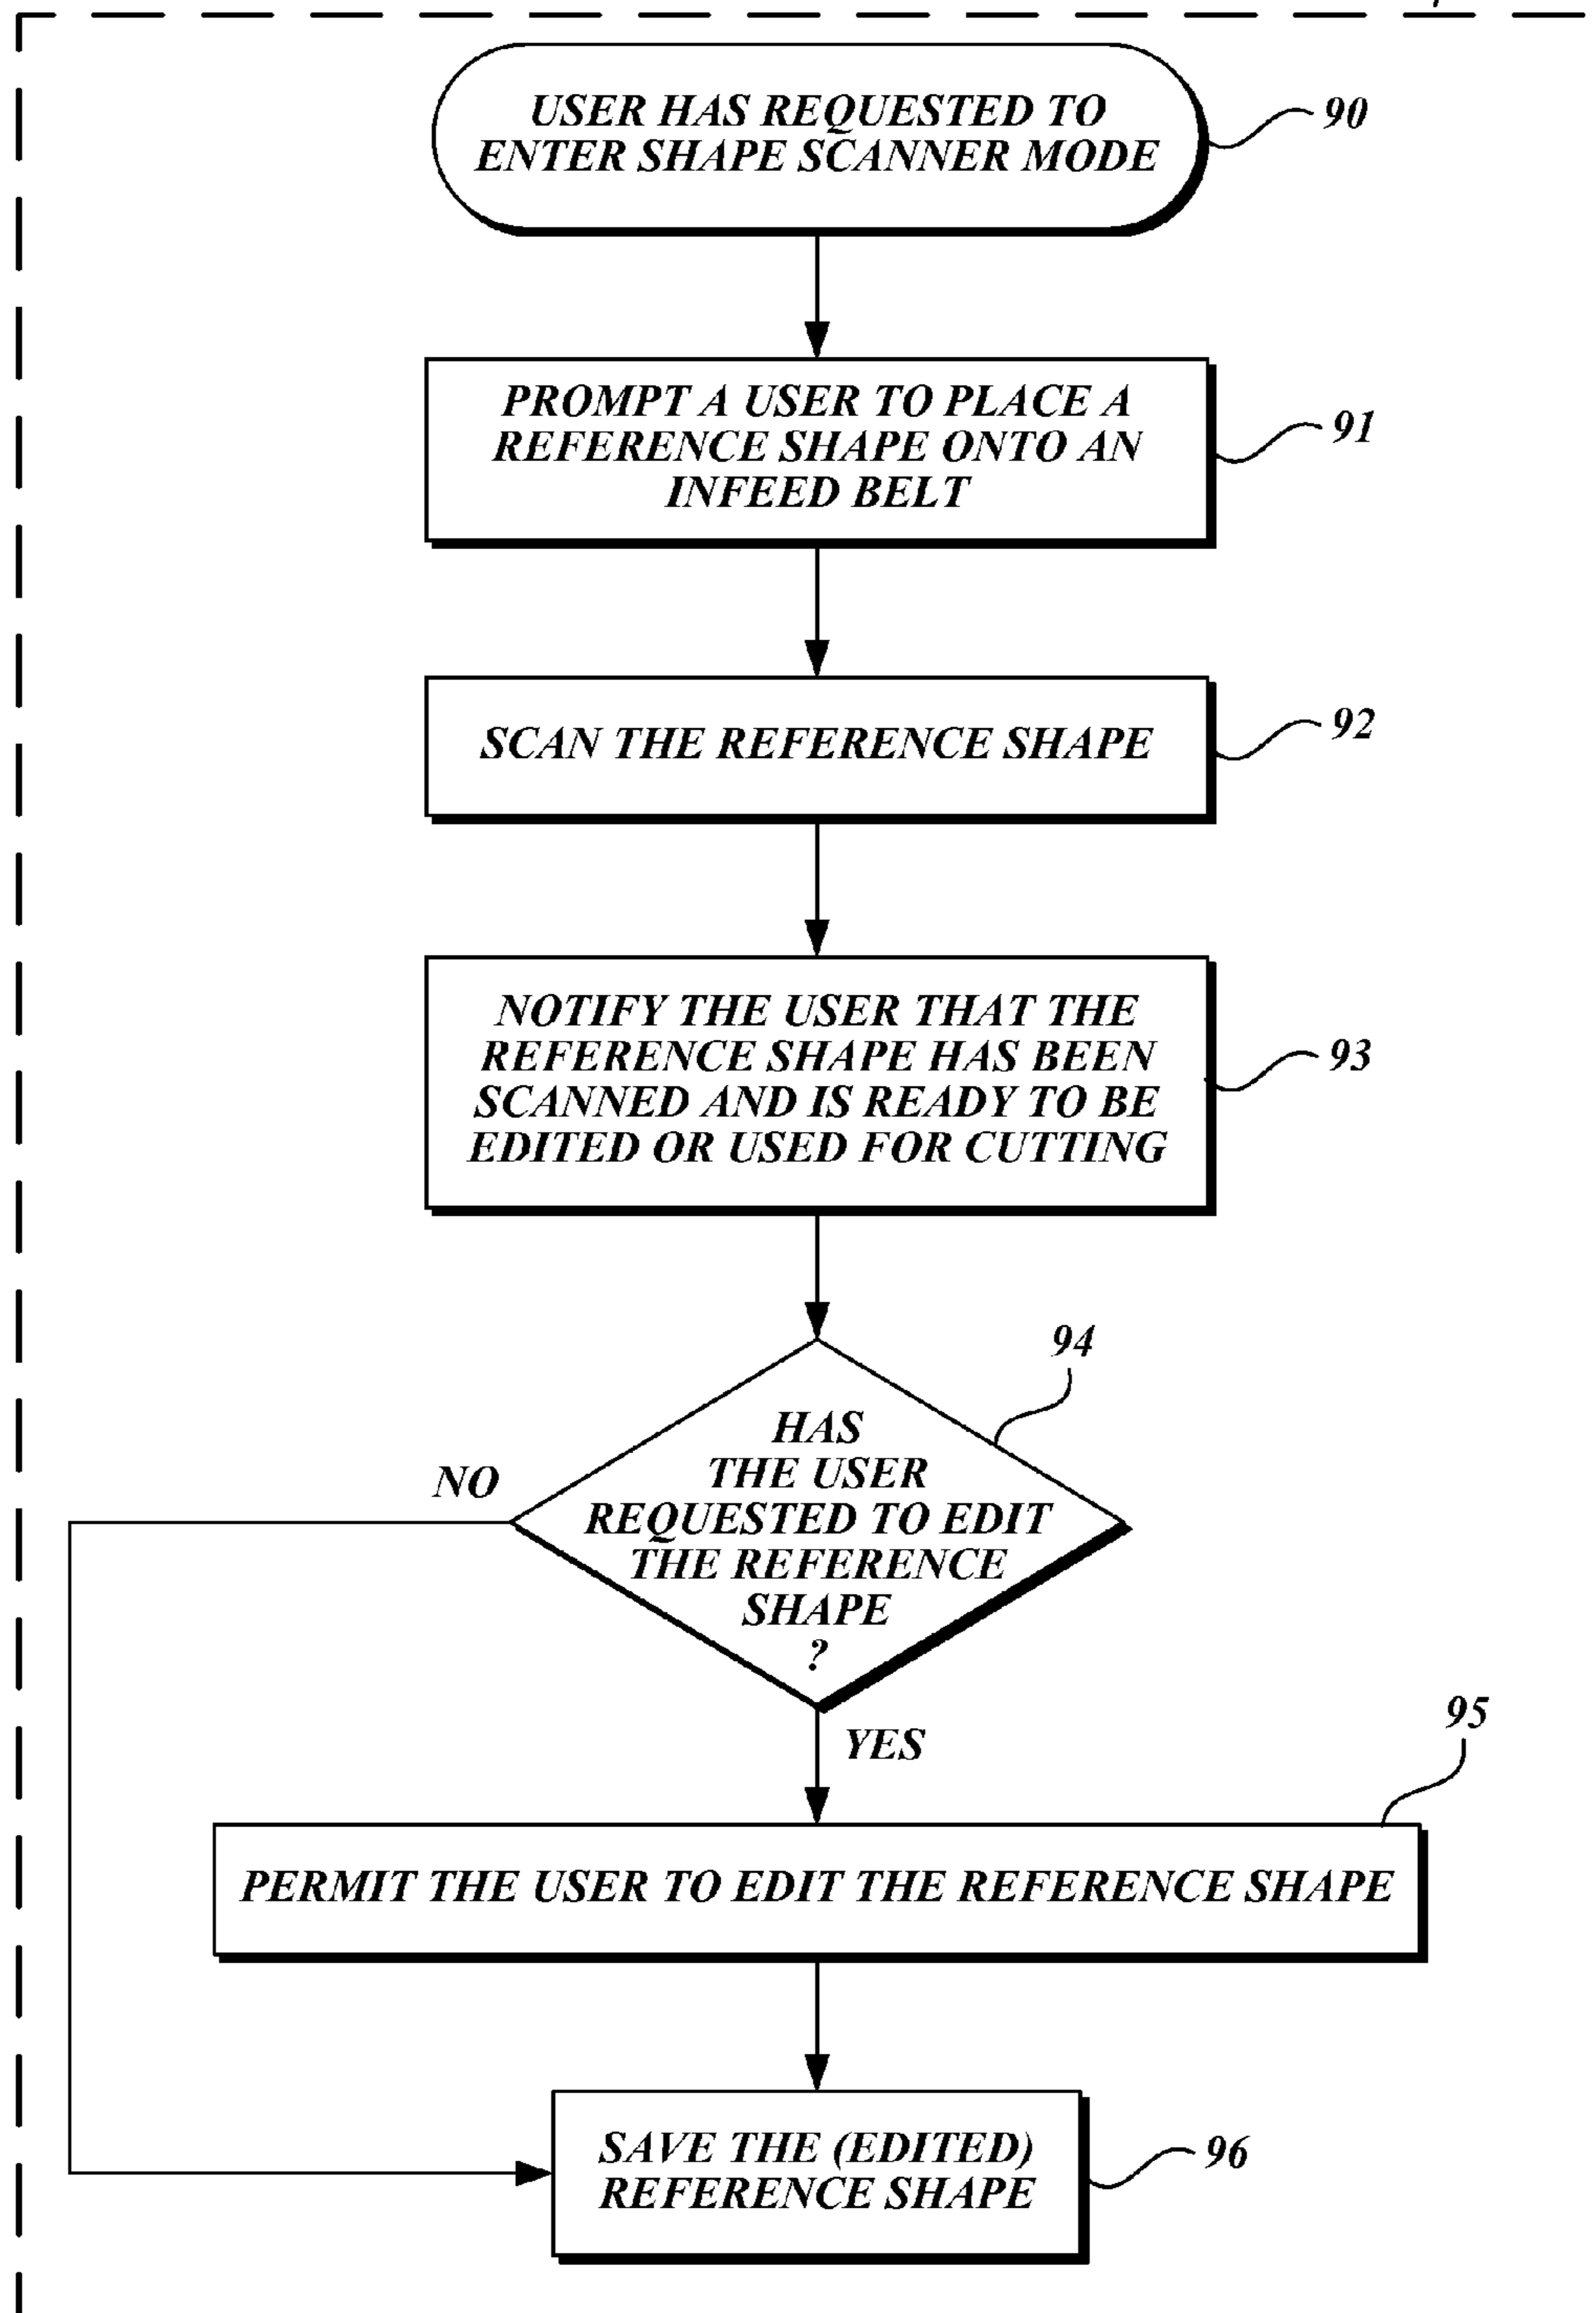 USER HAS REQUESTED TO
ENTER SHAPE SCANNER MODE
90
PROMPT A USER TO PLACE A
REFERENCE SHAPE ONTO AN
INFEED BELT
91
SCAN THE REFERENCE SHAPE
92
NOTIFY THE USER THAT THE
REFERENCE SHAPE HAS BEEN
SCANNED AND IS READY TO BE
EDITED OR USED FOR CUTTING
93
94
HAS
THE USER
REQUESTED TO EDIT
THE REFERENCE
SHAPE
?
NO
YES
95
PERMIT THE USER TO EDIT THE REFERENCE SHAPE
SAVE THE (EDITED)
REFERENCE SHAPE
96